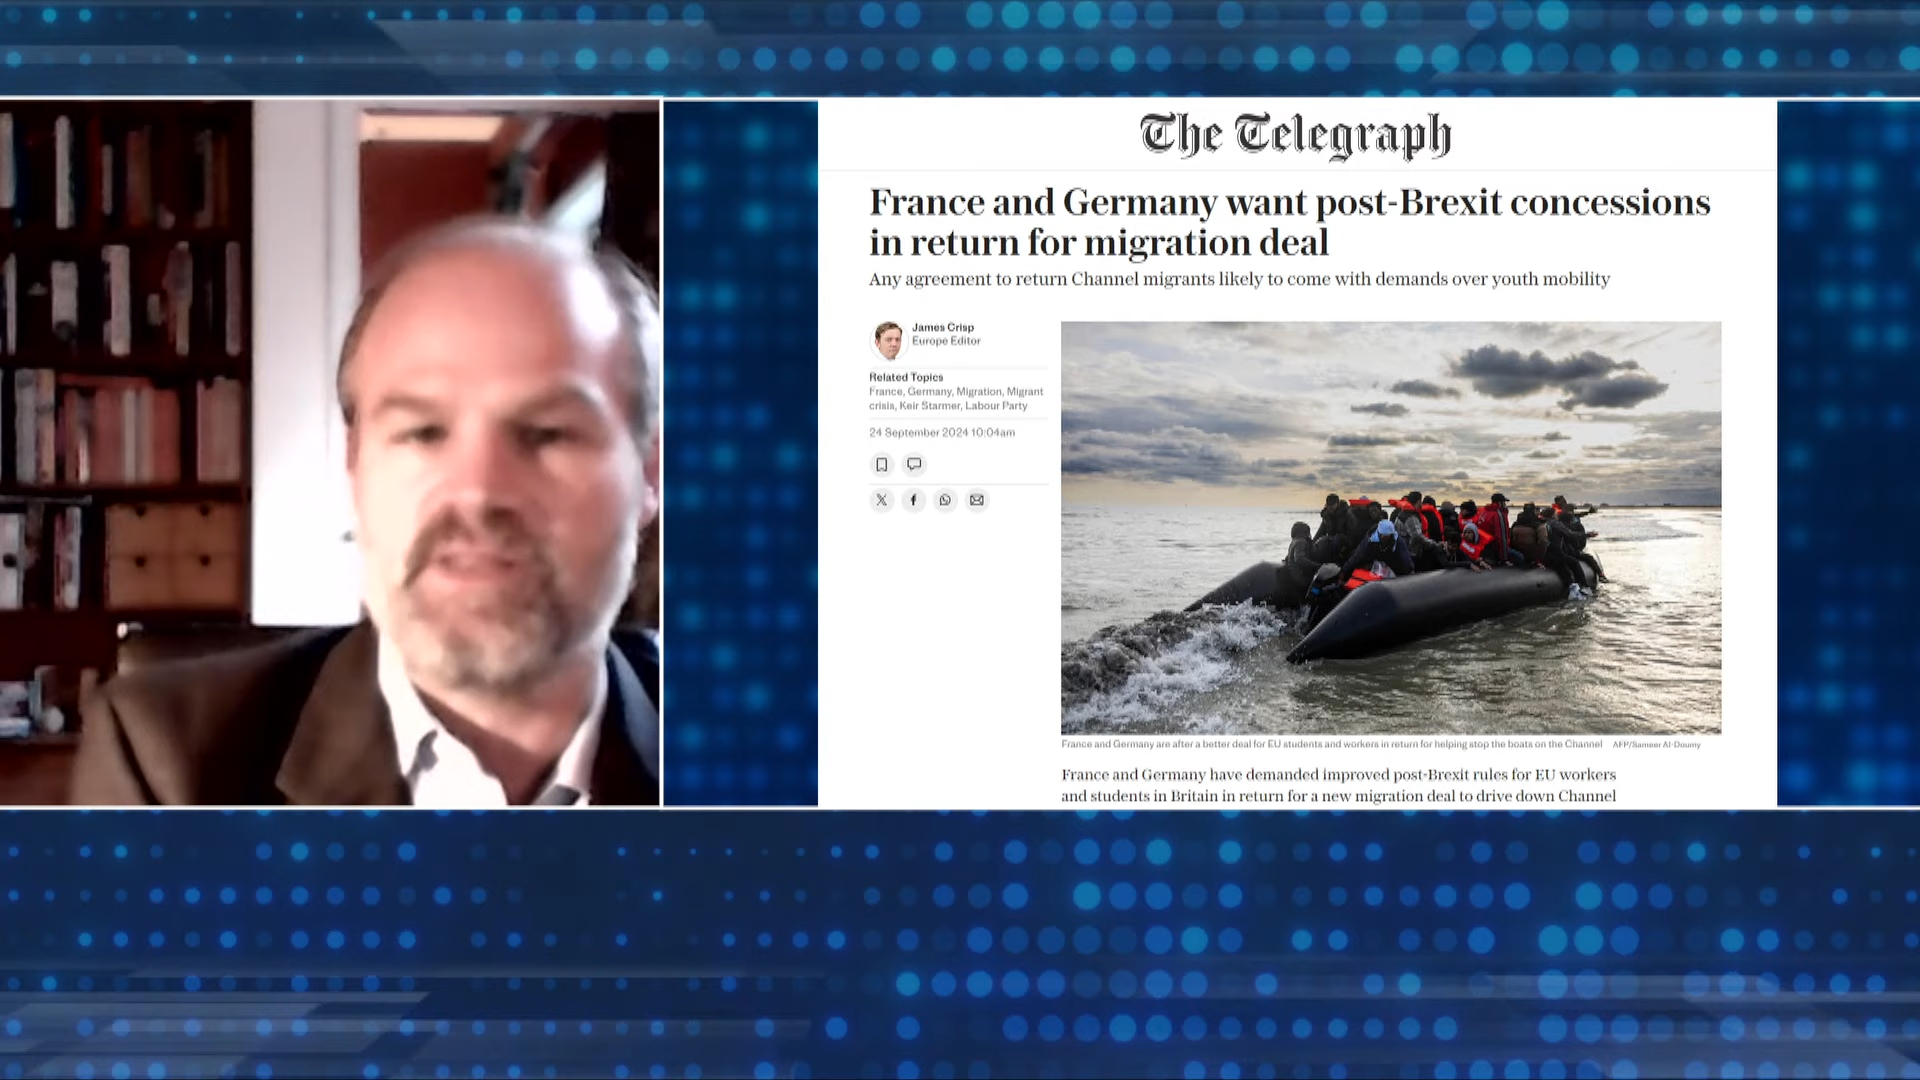 The Telegraph
France and Germany want post-Brexit concessions
in return for migration deal
Any agreement to return Channel migrants likely to come with demands over youth mobility
James Crisp
Europe Editor
Related Topics
France, Germany, Migration, Migrant
crisis, Keir Starmer, Labour Party
24 September 2024 10:04am
France and Germany are after a better deal for EU students and workers in return for helping stop the boats on the Channel AFP/Sameer Al-Doumy
France and Germany have demanded improved post-Brexit rules for EU workers
and students in Britain in return for a new migration deal to drive down Channel